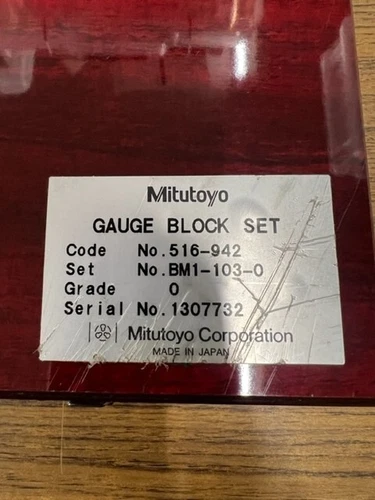 Mitutoyo
GAUGE BLOCK SET
Code No.516-942
Set No.BM1-103-0
Grade 0
Serial No.1307732
Mitutoyo Corporation
MADE IN JAPAN